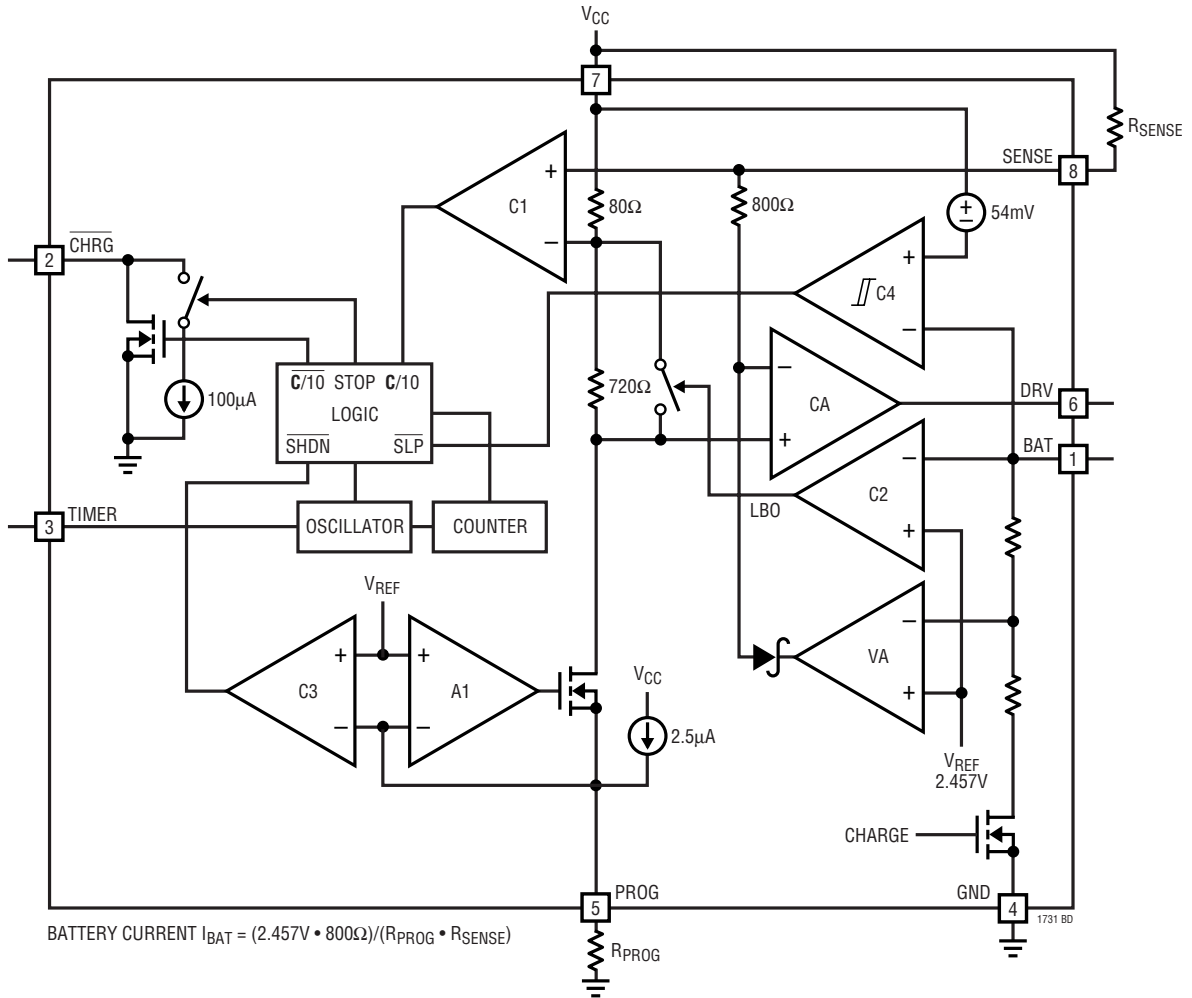 VCC
7
RSENSE
SENSE
8
+
C1
−
80Ω
800Ω
+
−
54mV
2
CHRG
+
C4
−
C/10 STOP C/10
LOGIC
SHDN SLP
100µA
720Ω
−
CA
+
DRV
6
BAT
1
−
C2
+
LBO
3
TIMER
OSCILLATOR
COUNTER
VREF
+
C3
−
+
A1
−
VCC
2.5µA
−
VA
+
VREF
2.457V
CHARGE
PROG
5
GND
4
1731 BD
BATTERY CURRENT IBAT = (2.457V • 800Ω)/(RPROG • RSENSE)
RPROG